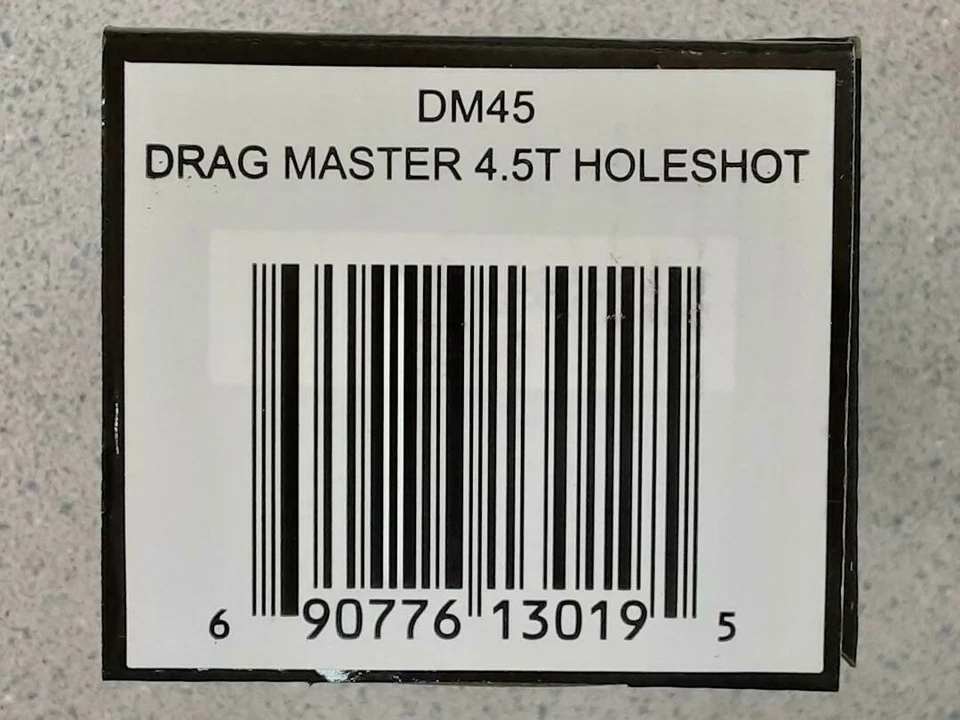 DM45
DRAG MASTER 4.5T HOLESHOT
6 90776 13019 5